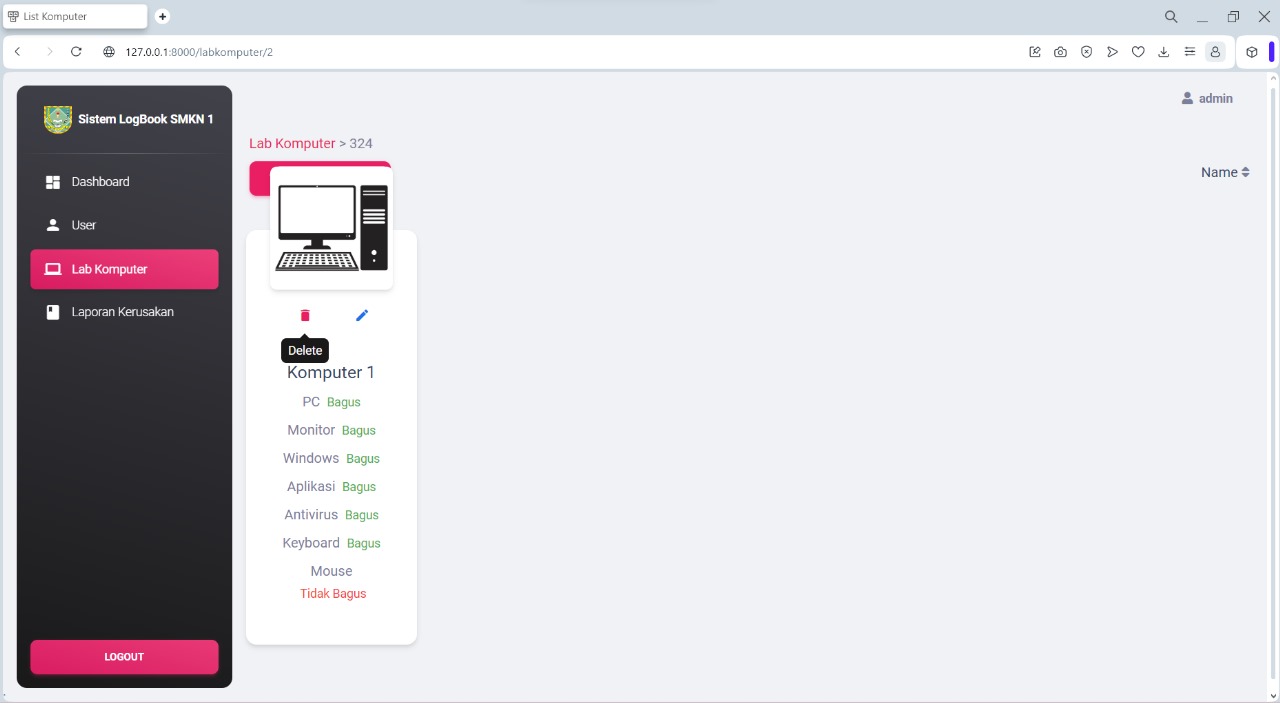 List Komputer
127.0.0.1:8000/labkomputer/2
Sistem LogBook SMKN 1
Dashboard
User
Lab Komputer
Laporan Kerusakan
LOGOUT
admin
Lab Komputer > 324
Name
Delete
Komputer 1
PC Bagus
Monitor Bagus
Windows Bagus
Aplikasi Bagus
Antivirus Bagus
Keyboard Bagus
Mouse
Tidak Bagus